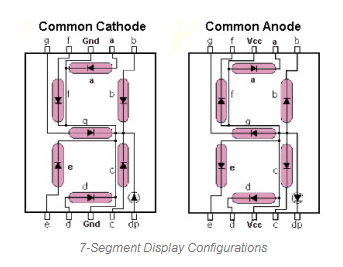 Common Cathode Common Anode
g f Gnd a b g f Vcc a b
a a
f b f b
g g
e c e c
d d
e d Gnd c dp e d Vcc c dp
7-Segment Display Configurations